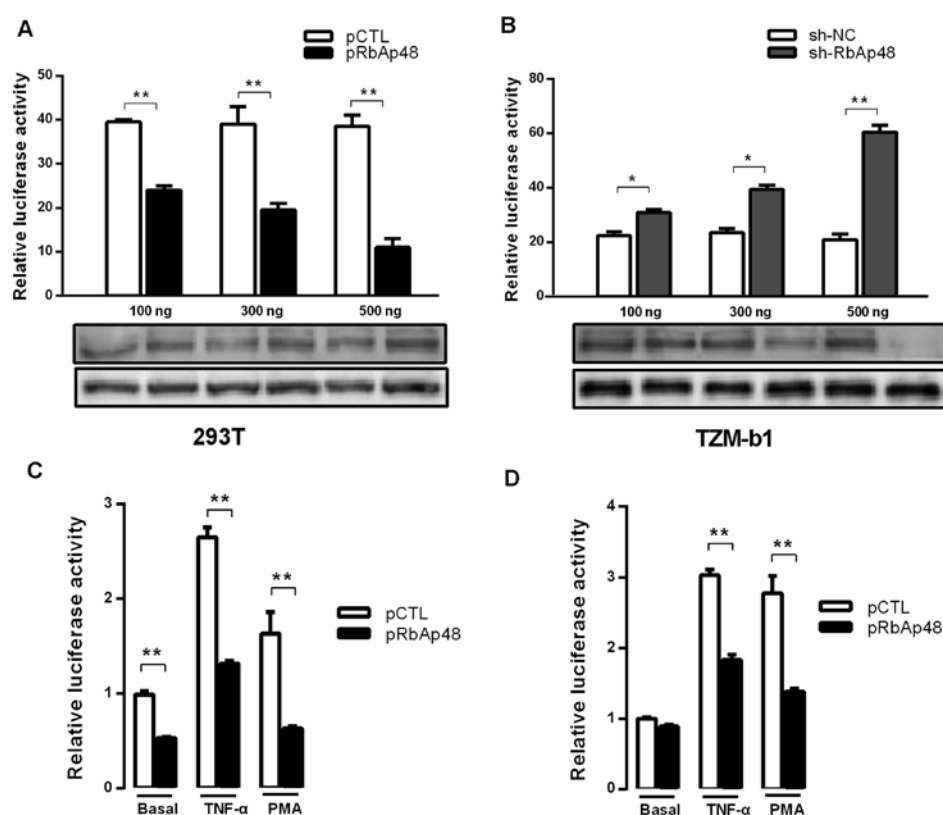 A
pCTL
pRbAp48
Relative luciferase activity
50
40
30
20
10
0
**
**
**
100 ng
300 ng
500 ng
293T
B
sh-NC
sh-RbAp48
Relative luciferase activity
80
60
40
20
0
*
*
**
100 ng
300 ng
500 ng
TZM-b1
C
Relative luciferase activity
3
2
1
0
**
**
**
pCTL
pRbAp48
Basal
TNF-α
PMA
D
Relative luciferase activity
4
3
2
1
0
**
**
pCTL
pRbAp48
Basal
TNF-α
PMA